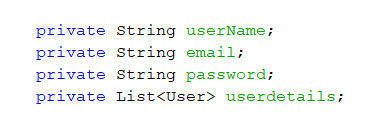 private String userName;
private String email;
private String password;
private List<User> userdetails;